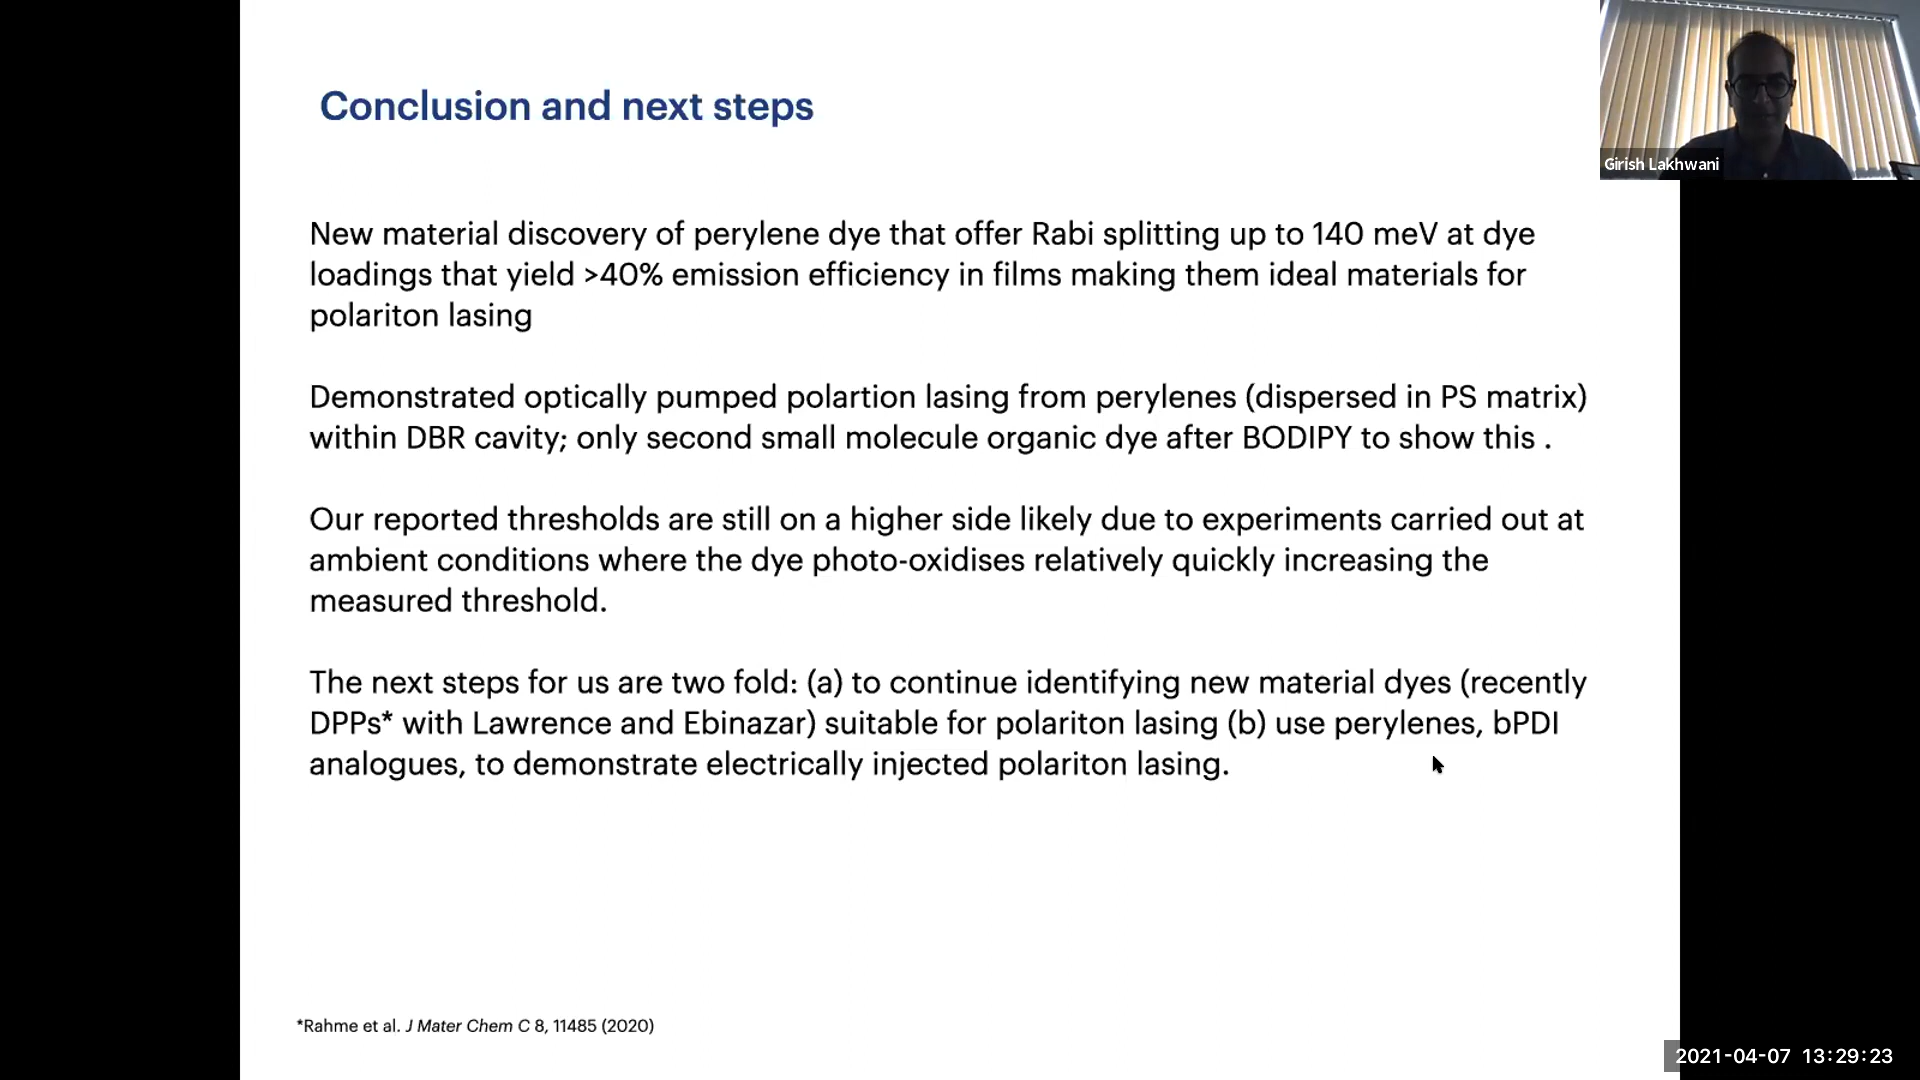 Conclusion and next steps
Girish Lakhwani
New material discovery of perylene dye that offer Rabi splitting up to 140 meV at dye
loadings that yield >40% emission efficiency in films making them ideal materials for
polariton lasing
Demonstrated optically pumped polartion lasing from perylenes (dispersed in PS matrix)
within DBR cavity; only second small molecule organic dye after BODIPY to show this .
Our reported thresholds are still on a higher side likely due to experiments carried out at
ambient conditions where the dye photo-oxidises relatively quickly increasing the
measured threshold.
The next steps for us are two fold: (a) to continue identifying new material dyes (recently
DPPs* with Lawrence and Ebinazar) suitable for polariton lasing (b) use perylenes, bPDI
analogues, to demonstrate electrically injected polariton lasing.
*Rahme et al. J Mater Chem C 8, 11485 (2020)
2021-04-07 13:29:23